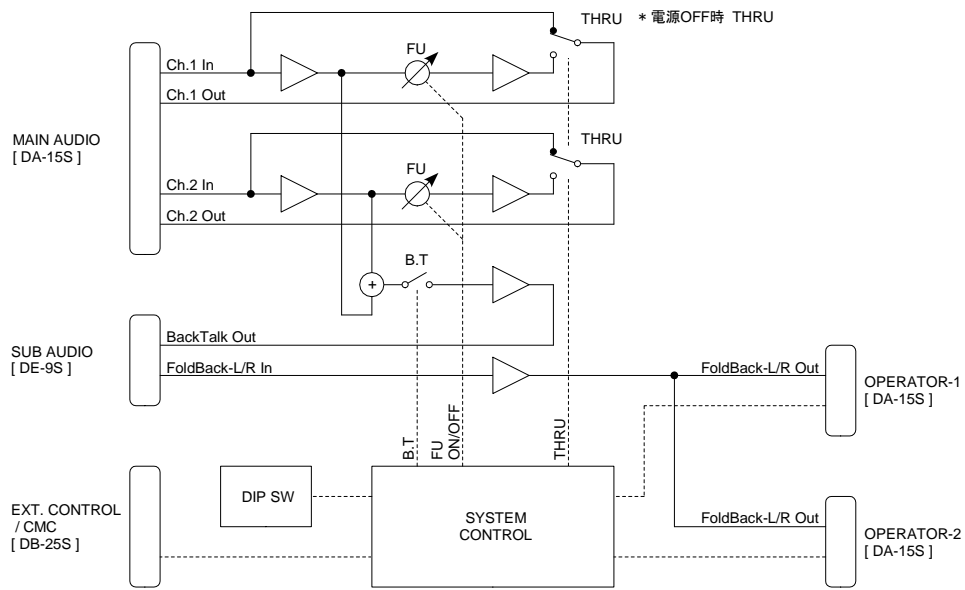 THRU * 電源OFF時 THRU
FU
Ch.1 In
Ch.1 Out
MAIN AUDIO
[ DA-15S ]
THRU
FU
Ch.2 In
Ch.2 Out
B.T
+
BackTalk Out
SUB AUDIO
[ DE-9S ]
FoldBack-L/R In
FoldBack-L/R Out
OPERATOR-1
[ DA-15S ]
B.T
FU
ON/OFF
THRU
DIP SW
EXT. CONTROL
/ CMC
[ DB-25S ]
SYSTEM
CONTROL
FoldBack-L/R Out
OPERATOR-2
[ DA-15S ]